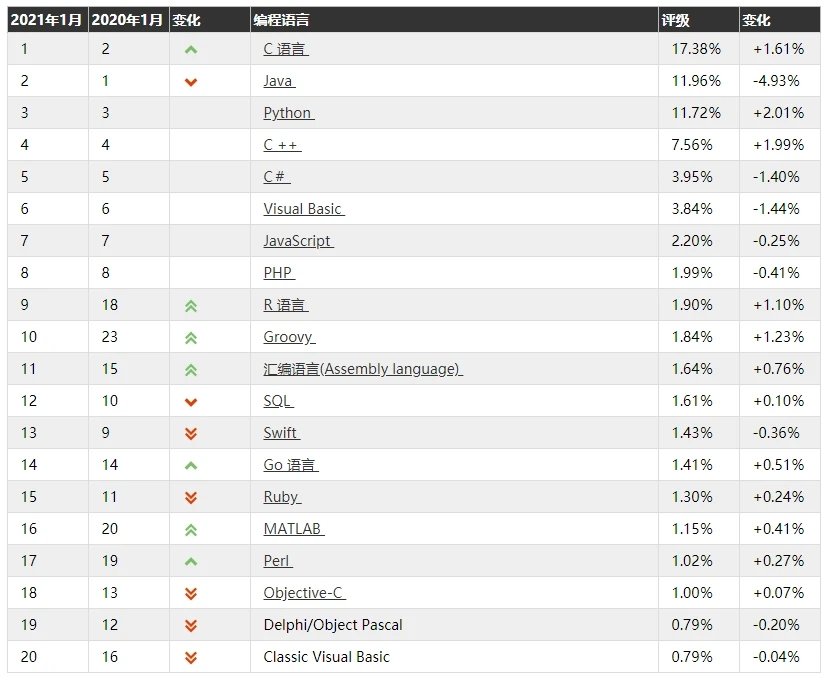 2021年1月 2020年1月 变化 编程语言 评级 变化
1 2 C 语言 17.38% +1.61%
2 1 Java 11.96% -4.93%
3 3 Python 11.72% +2.01%
4 4 C ++ 7.56% +1.99%
5 5 C＃ 3.95% -1.40%
6 6 Visual Basic 3.84% -1.44%
7 7 JavaScript 2.20% -0.25%
8 8 PHP 1.99% -0.41%
9 18 R 语言 1.90% +1.10%
10 23 Groovy 1.84% +1.23%
11 15 汇编语言(Assembly language) 1.64% +0.76%
12 10 SQL 1.61% +0.10%
13 9 Swift 1.43% -0.36%
14 14 Go 语言 1.41% +0.51%
15 11 Ruby 1.30% +0.24%
16 20 MATLAB 1.15% +0.41%
17 19 Perl 1.02% +0.27%
18 13 Objective-C 1.00% +0.07%
19 12 Delphi/Object Pascal 0.79% -0.20%
20 16 Classic Visual Basic 0.79% -0.04%